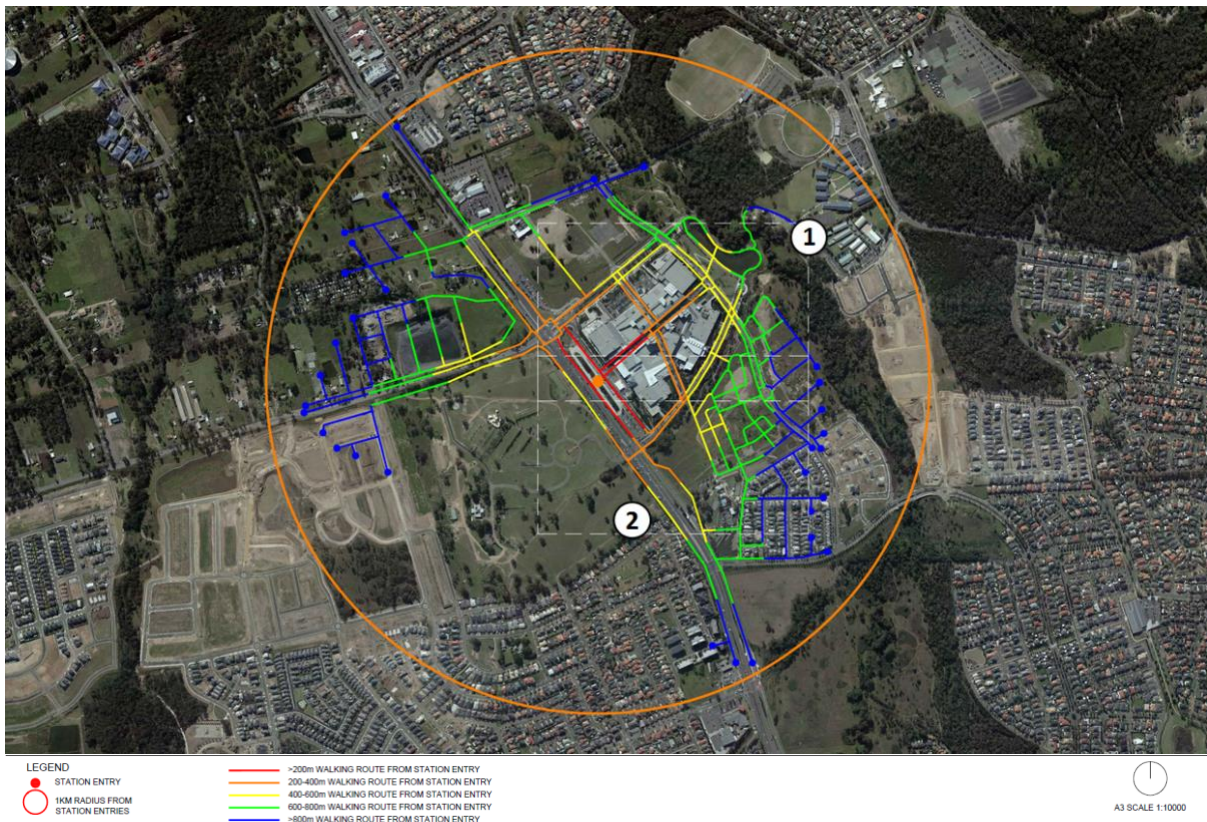 1
2
LEGEND
STATION ENTRY
1KM RADIUS FROM
STATION ENTRIES
>200m WALKING ROUTE FROM STATION ENTRY
200-400m WALKING ROUTE FROM STATION ENTRY
400-600m WALKING ROUTE FROM STATION ENTRY
600-800m WALKING ROUTE FROM STATION ENTRY
>800m WALKING ROUTE FROM STATION ENTRY
A3 SCALE 1:10000